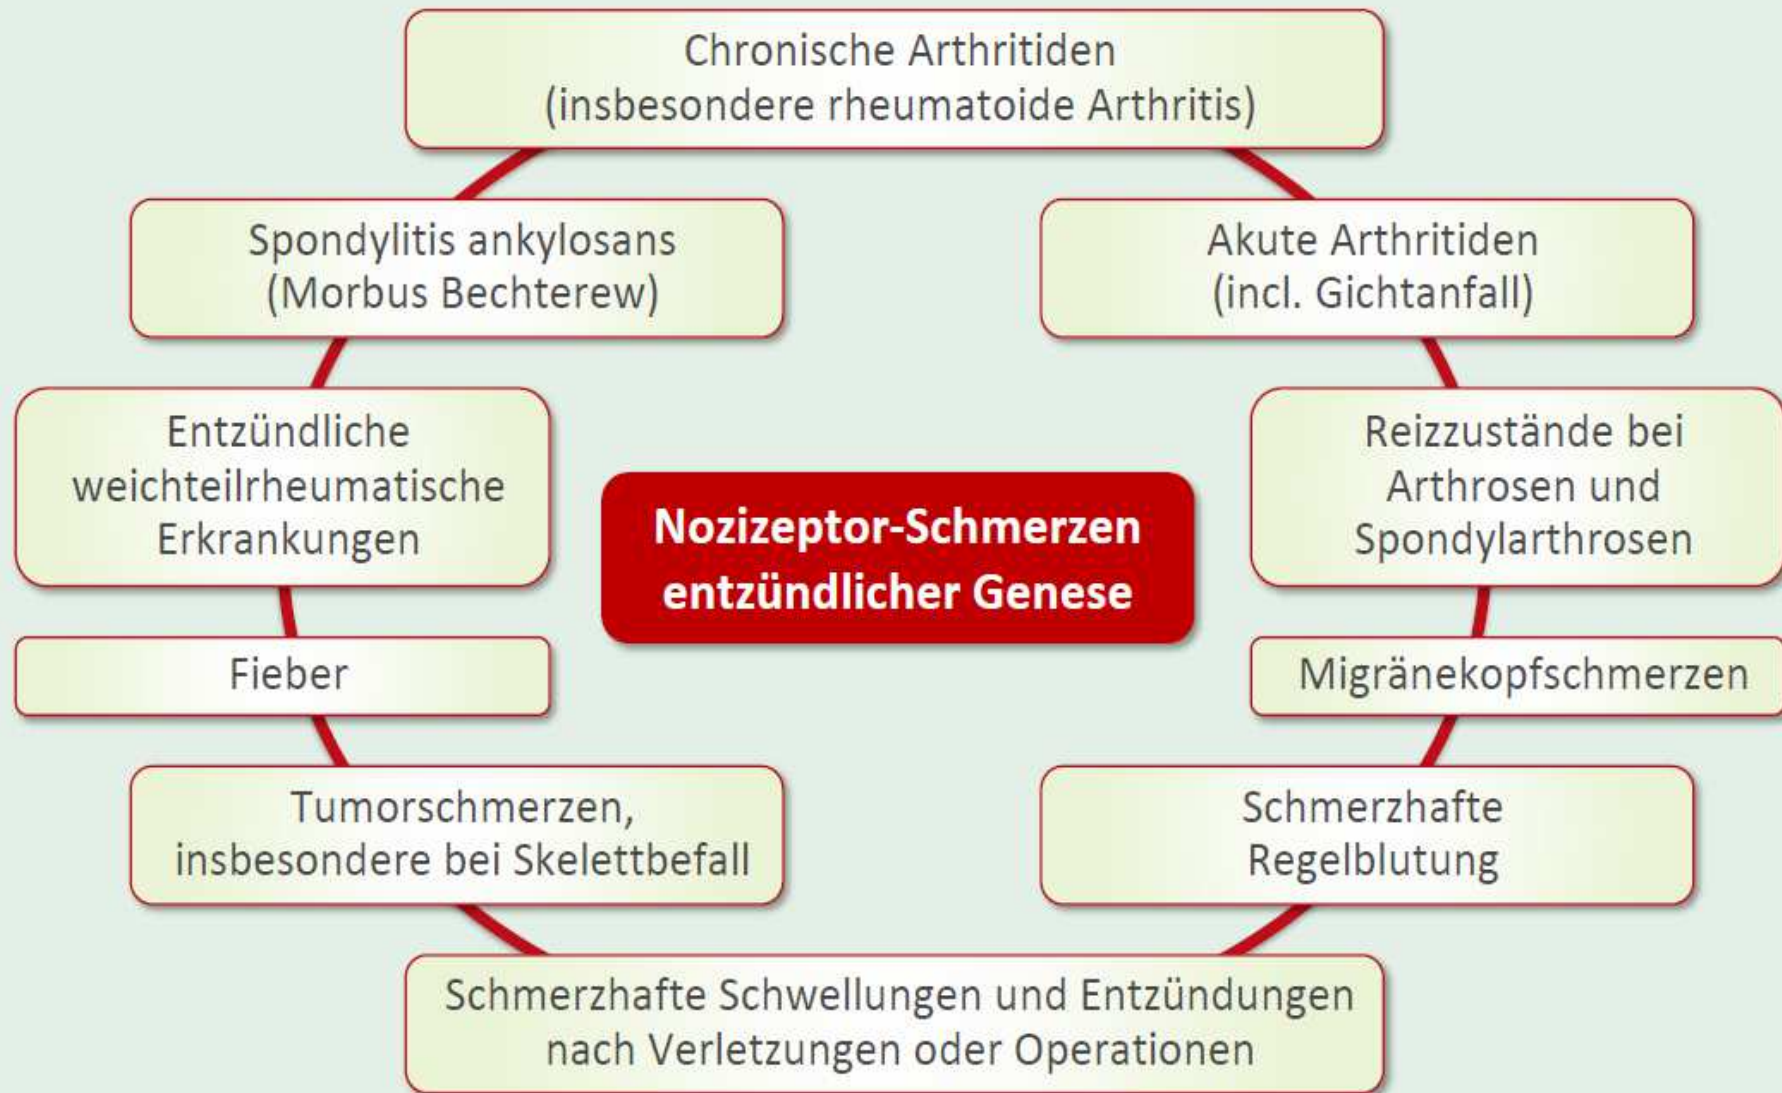 Chronische Arthritiden
(insbesondere rheumatoide Arthritis)
Spondylitis ankylosans
(Morbus Bechterew)
Akute Arthritiden
(incl. Gichtanfall)
Entzündliche
weichteilrheumatische
Erkrankungen
Nozizeptor-Schmerzen
entzündlicher Genese
Reizzustände bei
Arthrosen und
Spondylarthrosen
Fieber
Migränekopfschmerzen
Tumorschmerzen,
insbesondere bei Skelettbefall
Schmerzhafte
Regelblutung
Schmerzhafte Schwellungen und Entzündungen
nach Verletzungen oder Operationen